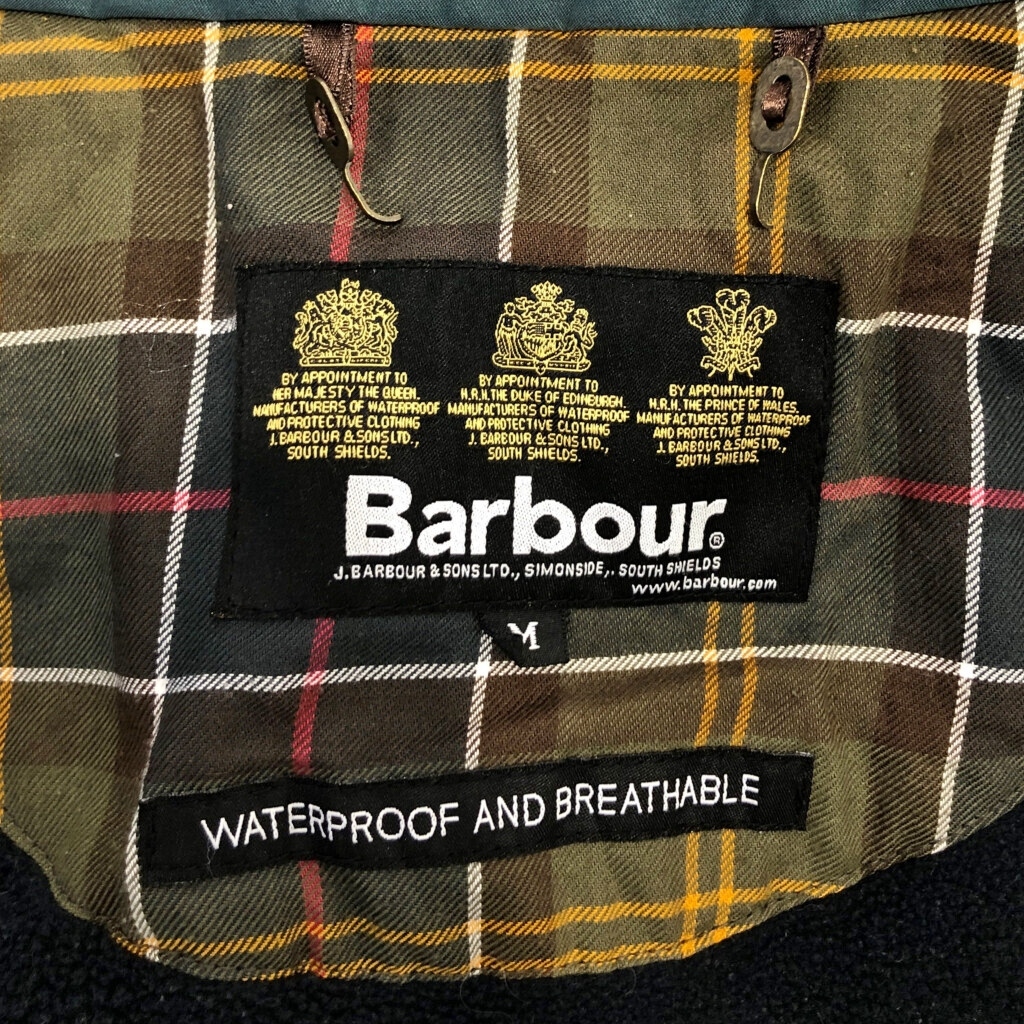 BY APPOINTMENT TO
HER MAJESTY THE QUEEN.
MANUFACTURERS OF WATERPROOF
AND PROTECTIVE CLOTHING
J. BARBOUR & SONS LTD.,
SOUTH SHIELDS.
BY APPOINTMENT TO
H.R.H. THE DUKE OF EDINBURGH.
MANUFACTURERS OF WATERPROOF
AND PROTECTIVE CLOTHING
J. BARBOUR & SONS LTD.,
SOUTH SHIELDS.
BY APPOINTMENT TO
H.R.H. THE PRINCE OF WALES.
MANUFACTURERS OF WATERPROOF
AND PROTECTIVE CLOTHING
J. BARBOUR & SONS LTD.,
SOUTH SHIELDS.
Barbour®
J. BARBOUR & SONS LTD., SIMONSIDE,. SOUTH SHIELDS
www.barbour.com
M
WATERPROOF AND BREATHABLE